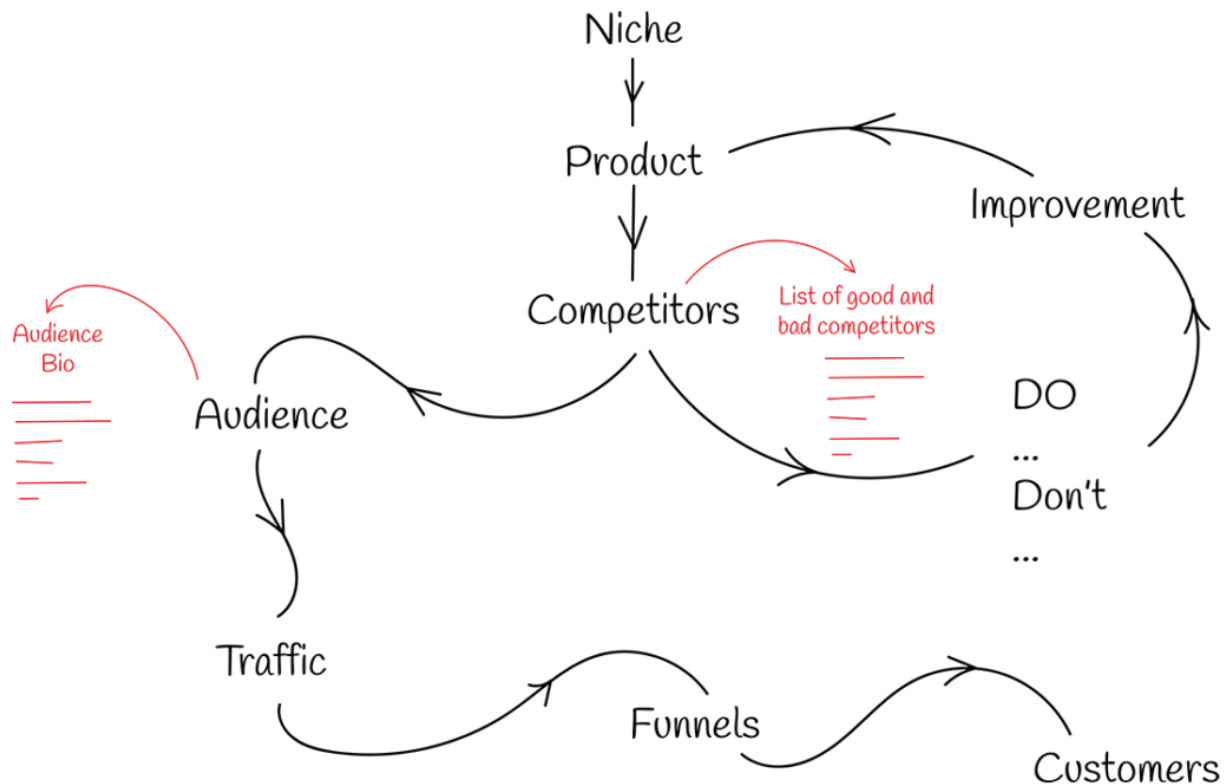 Niche
Product
Improvement
Competitors
List of good and
bad competitors
Audience
Bio
Audience
DO
...
Don't
...
Traffic
Funnels
Customers